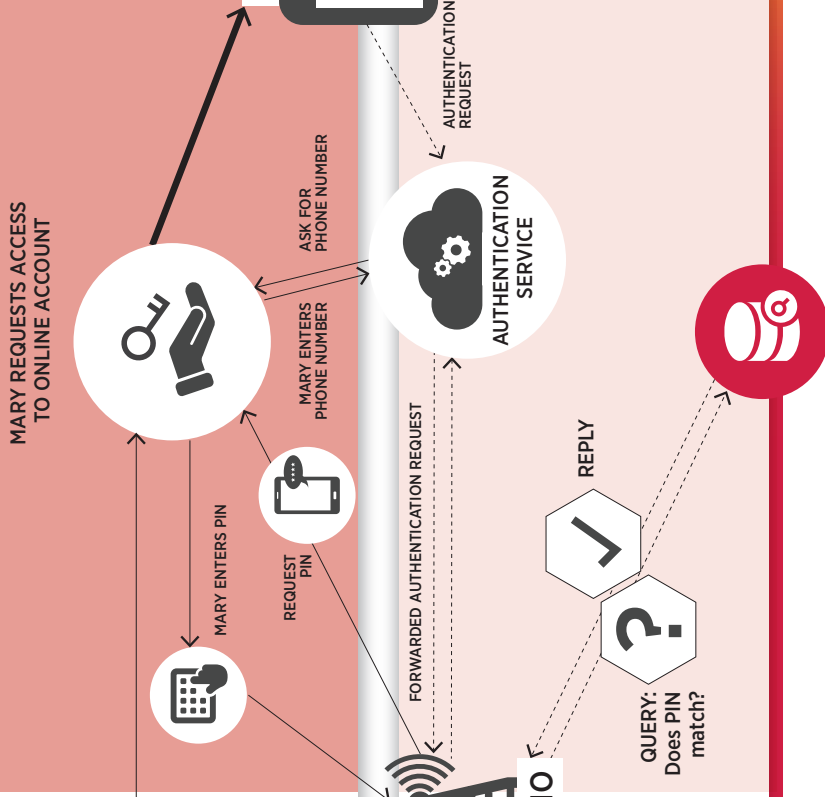 MARY REQUESTS ACCESS
TO ONLINE ACCOUNT
AUTHENTICATION
REQUEST
ASK FOR
PHONE NUMBER
AUTHENTICATION
SERVICE
MARY ENTERS
PHONE NUMBER
MARY ENTERS PIN
REQUEST
PIN
FORWARDED AUTHENTICATION REQUEST
REPLY
QUERY:
Does PIN
match?